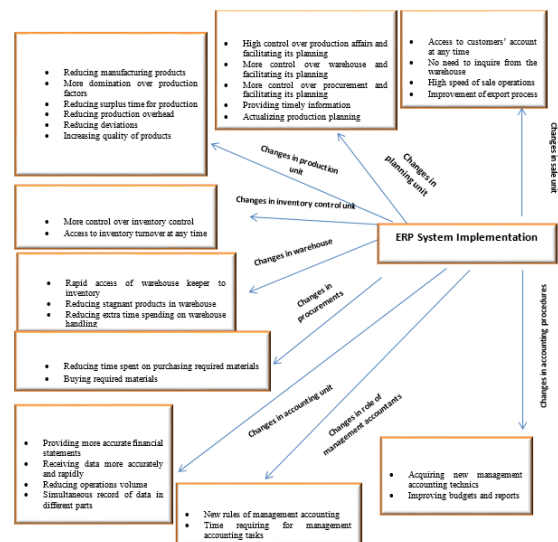 Reducing manufacturing products
More domination over production
factors
Reducing surplus time for production
Reducing production overhead
Reducing deviations
Increasing quality of products
High control over production affairs and
facilitating its planning
More control over warehouse and
facilitating its planning
More control over procurement and
facilitating its planning
Providing timely information
Actualizing production planning
Access to customers' account
at any time
No need to inquire from the
warehouse
High speed of sale operations
Improvement of export process
Changes in production
unit
Changes in
planning unit
Changes in sale unit
More control over inventory control
Access to inventory turnover at any time
Changes in inventory control unit
ERP System Implementation
Rapid access of warehouse keeper to
inventory
Reducing stagnant products in warehouse
Reducing extra time spending on warehouse
handling
Changes in warehouse
Changes in
procurements
Reducing time spent on purchasing required materials
Buying required materials
Changes in accounting unit
Changes in role of
management accountants
Changes in accounting procedures
Providing more accurate financial
statements
Receiving data more accurately
and rapidly
Reducing operations volume
Simultaneous record of data in
different parts
New rules of management accounting
Time requiring for management
accounting tasks
Acquiring new management
accounting technics
Improving budgets and reports